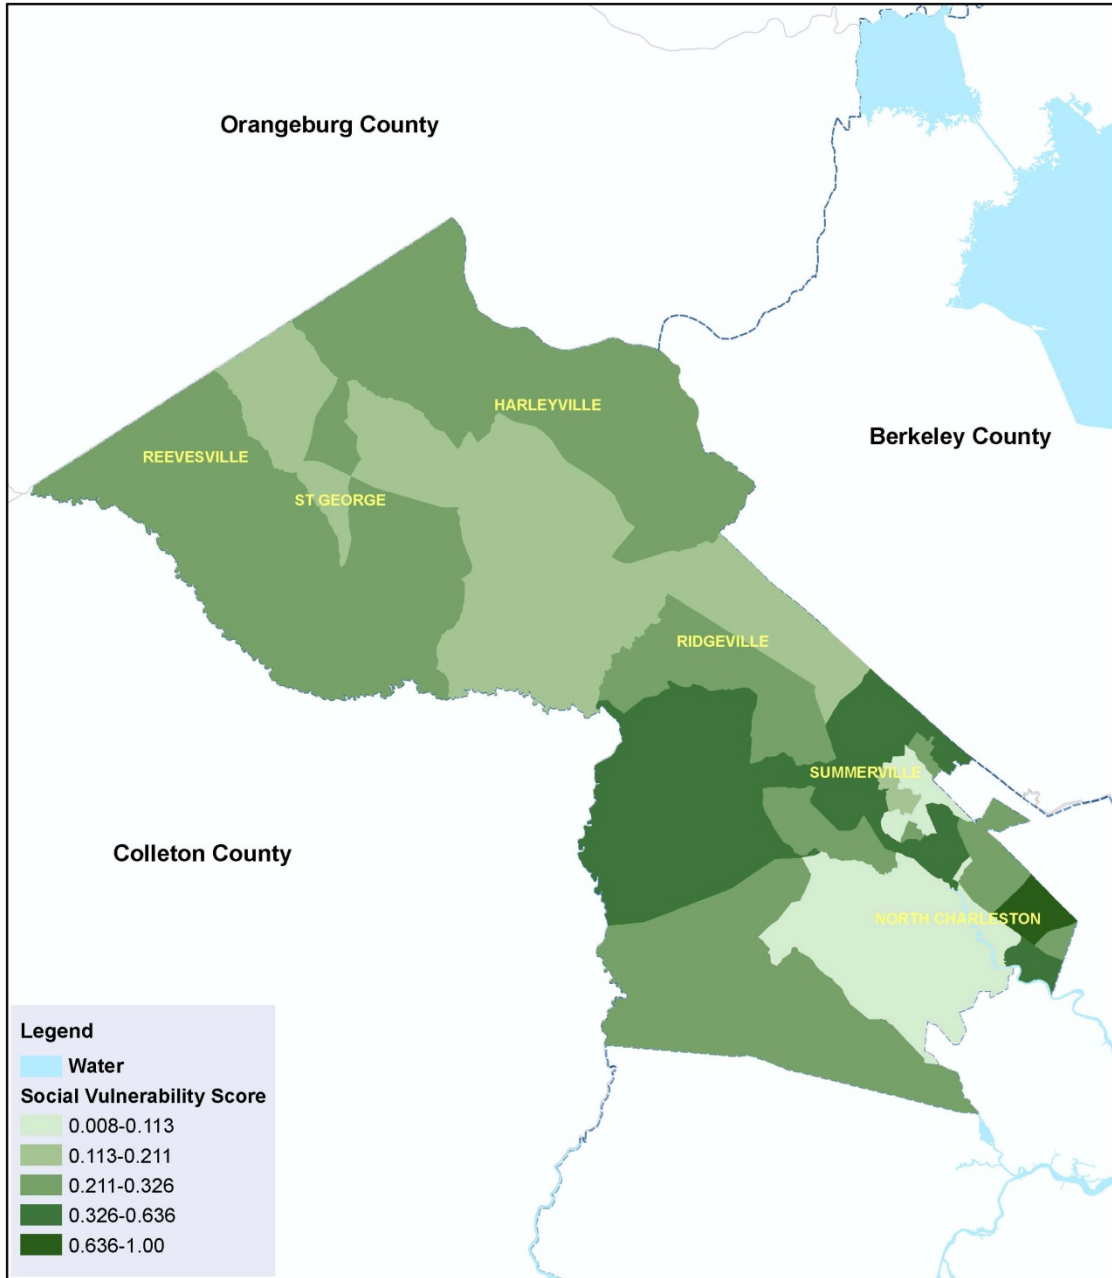 Orangeburg County
HARLEYVILLE
Berkeley County
REEVESVILLE
ST GEORGE
RIDGEVILLE
SUMMERVILLE
Colleton County
NORTH CHARLESTON
Legend
Water
Social Vulnerability Score
0.008-0.113
0.113-0.211
0.211-0.326
0.326-0.636
0.636-1.00